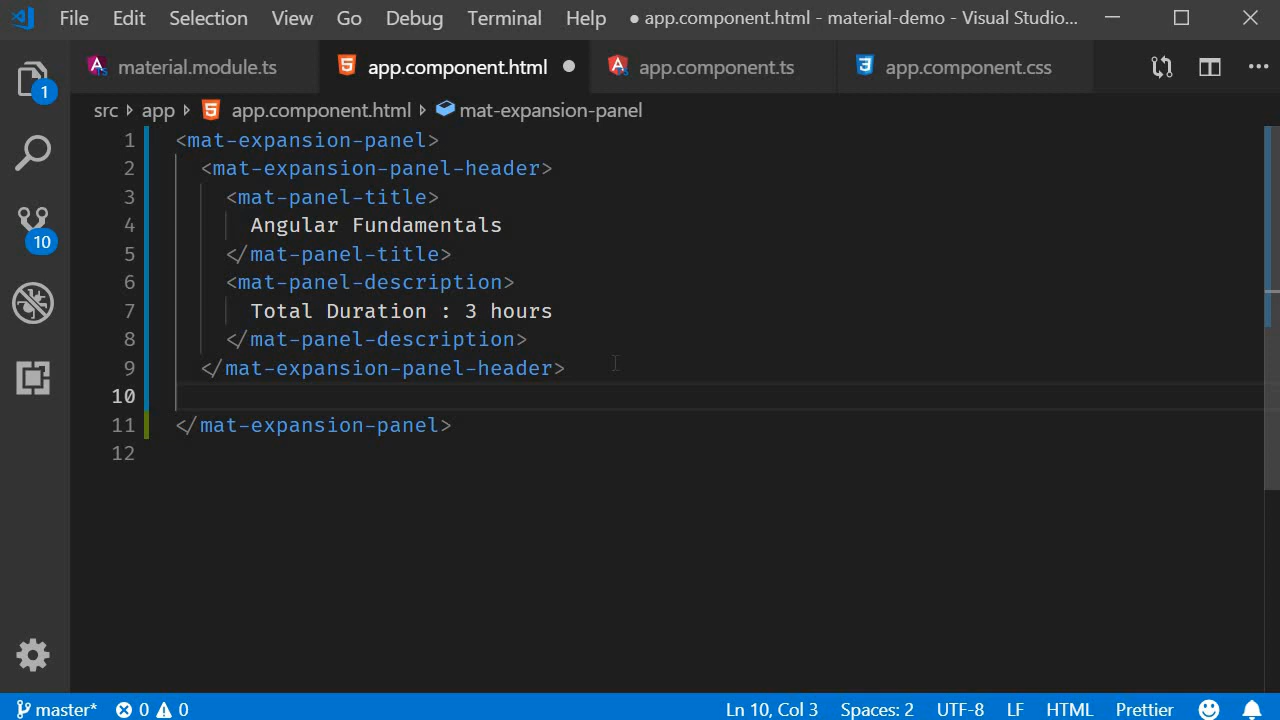 File Edit Selection View Go Debug Terminal Help ● app.component.html - material-demo - Visual Studio...
material.module.ts app.component.html app.component.ts app.component.css
src app app.component.html mat-expansion-panel
1 <mat-expansion-panel>
2 <mat-expansion-panel-header>
3 <mat-panel-title>
4 Angular Fundamentals
5 </mat-panel-title>
6 <mat-panel-description>
7 Total Duration : 3 hours
8 </mat-panel-description>
9 </mat-expansion-panel-header>
10
11 </mat-expansion-panel>
12
1
10
master* 0 0 Ln 10, Col 3 Spaces: 2 UTF-8 LF HTML Prettier